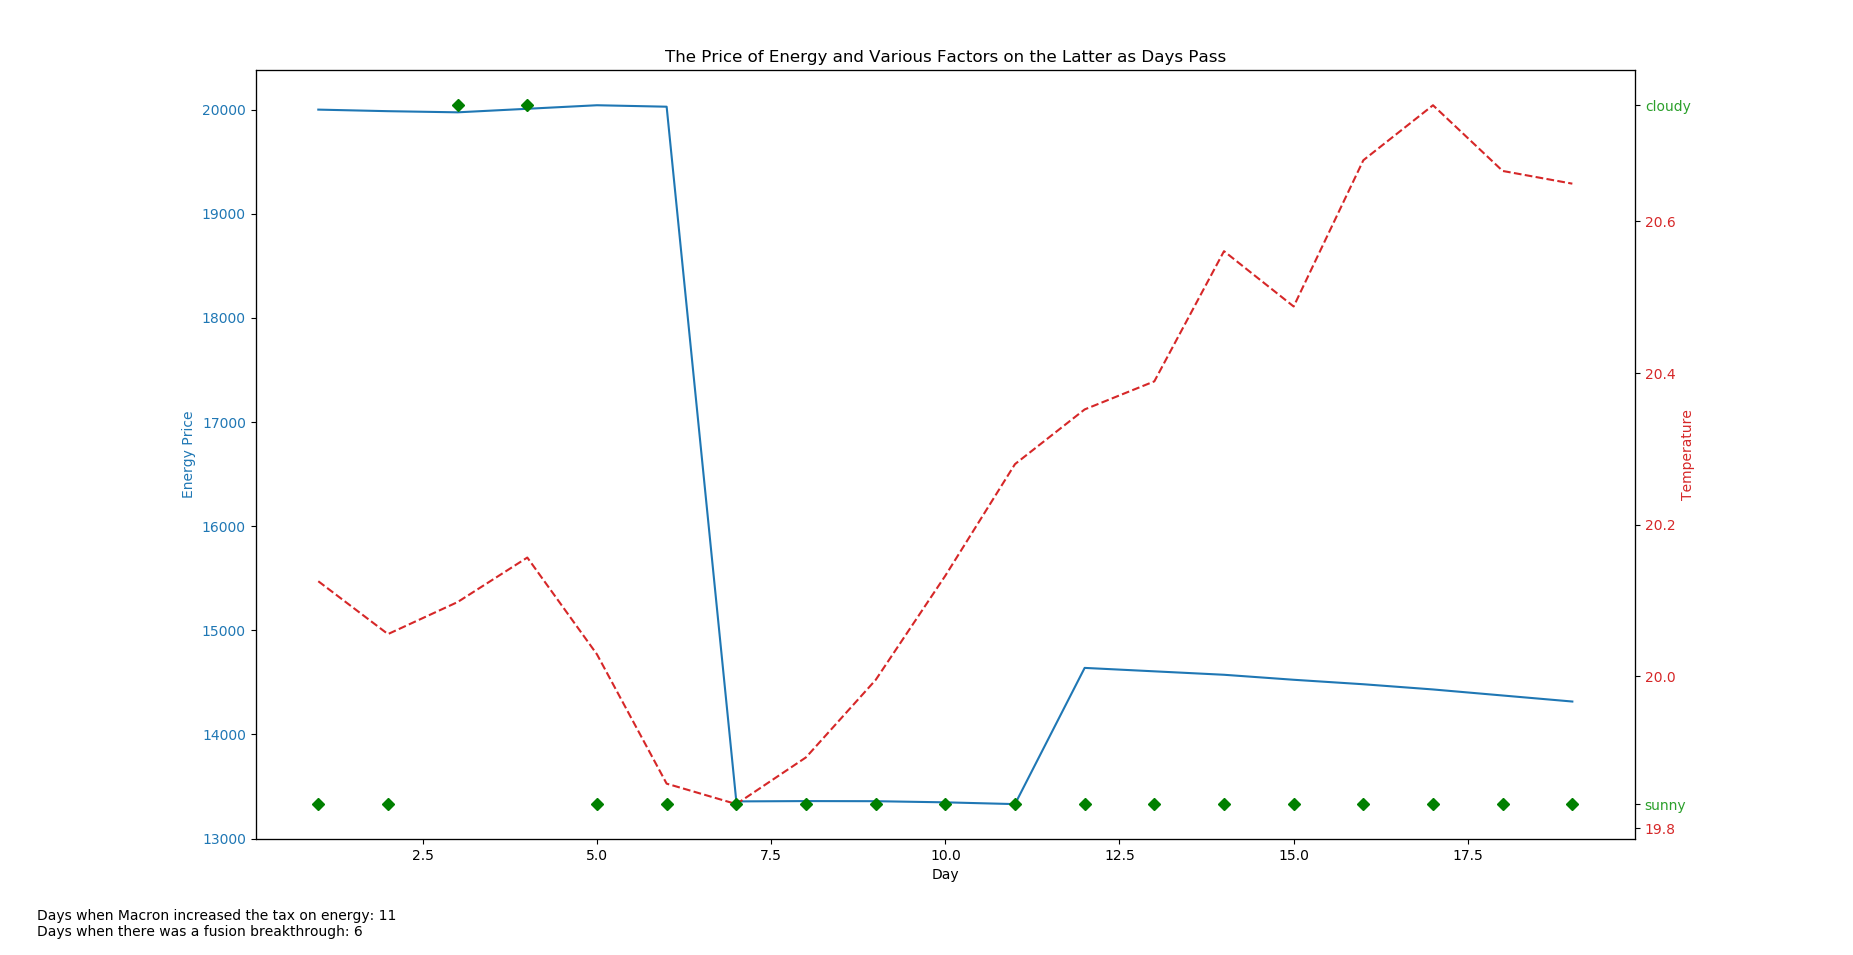 The Price of Energy and Various Factors on the Latter as Days Pass
20000
19000
18000
17000
16000
15000
14000
13000
Energy Price
cloudy
20.6
20.4
20.2
20.0
sunny
19.8
Temperature
2.5 5.0 7.5 10.0 12.5 15.0 17.5
Day
Days when Macron increased the tax on energy: 11
Days when there was a fusion breakthrough: 6